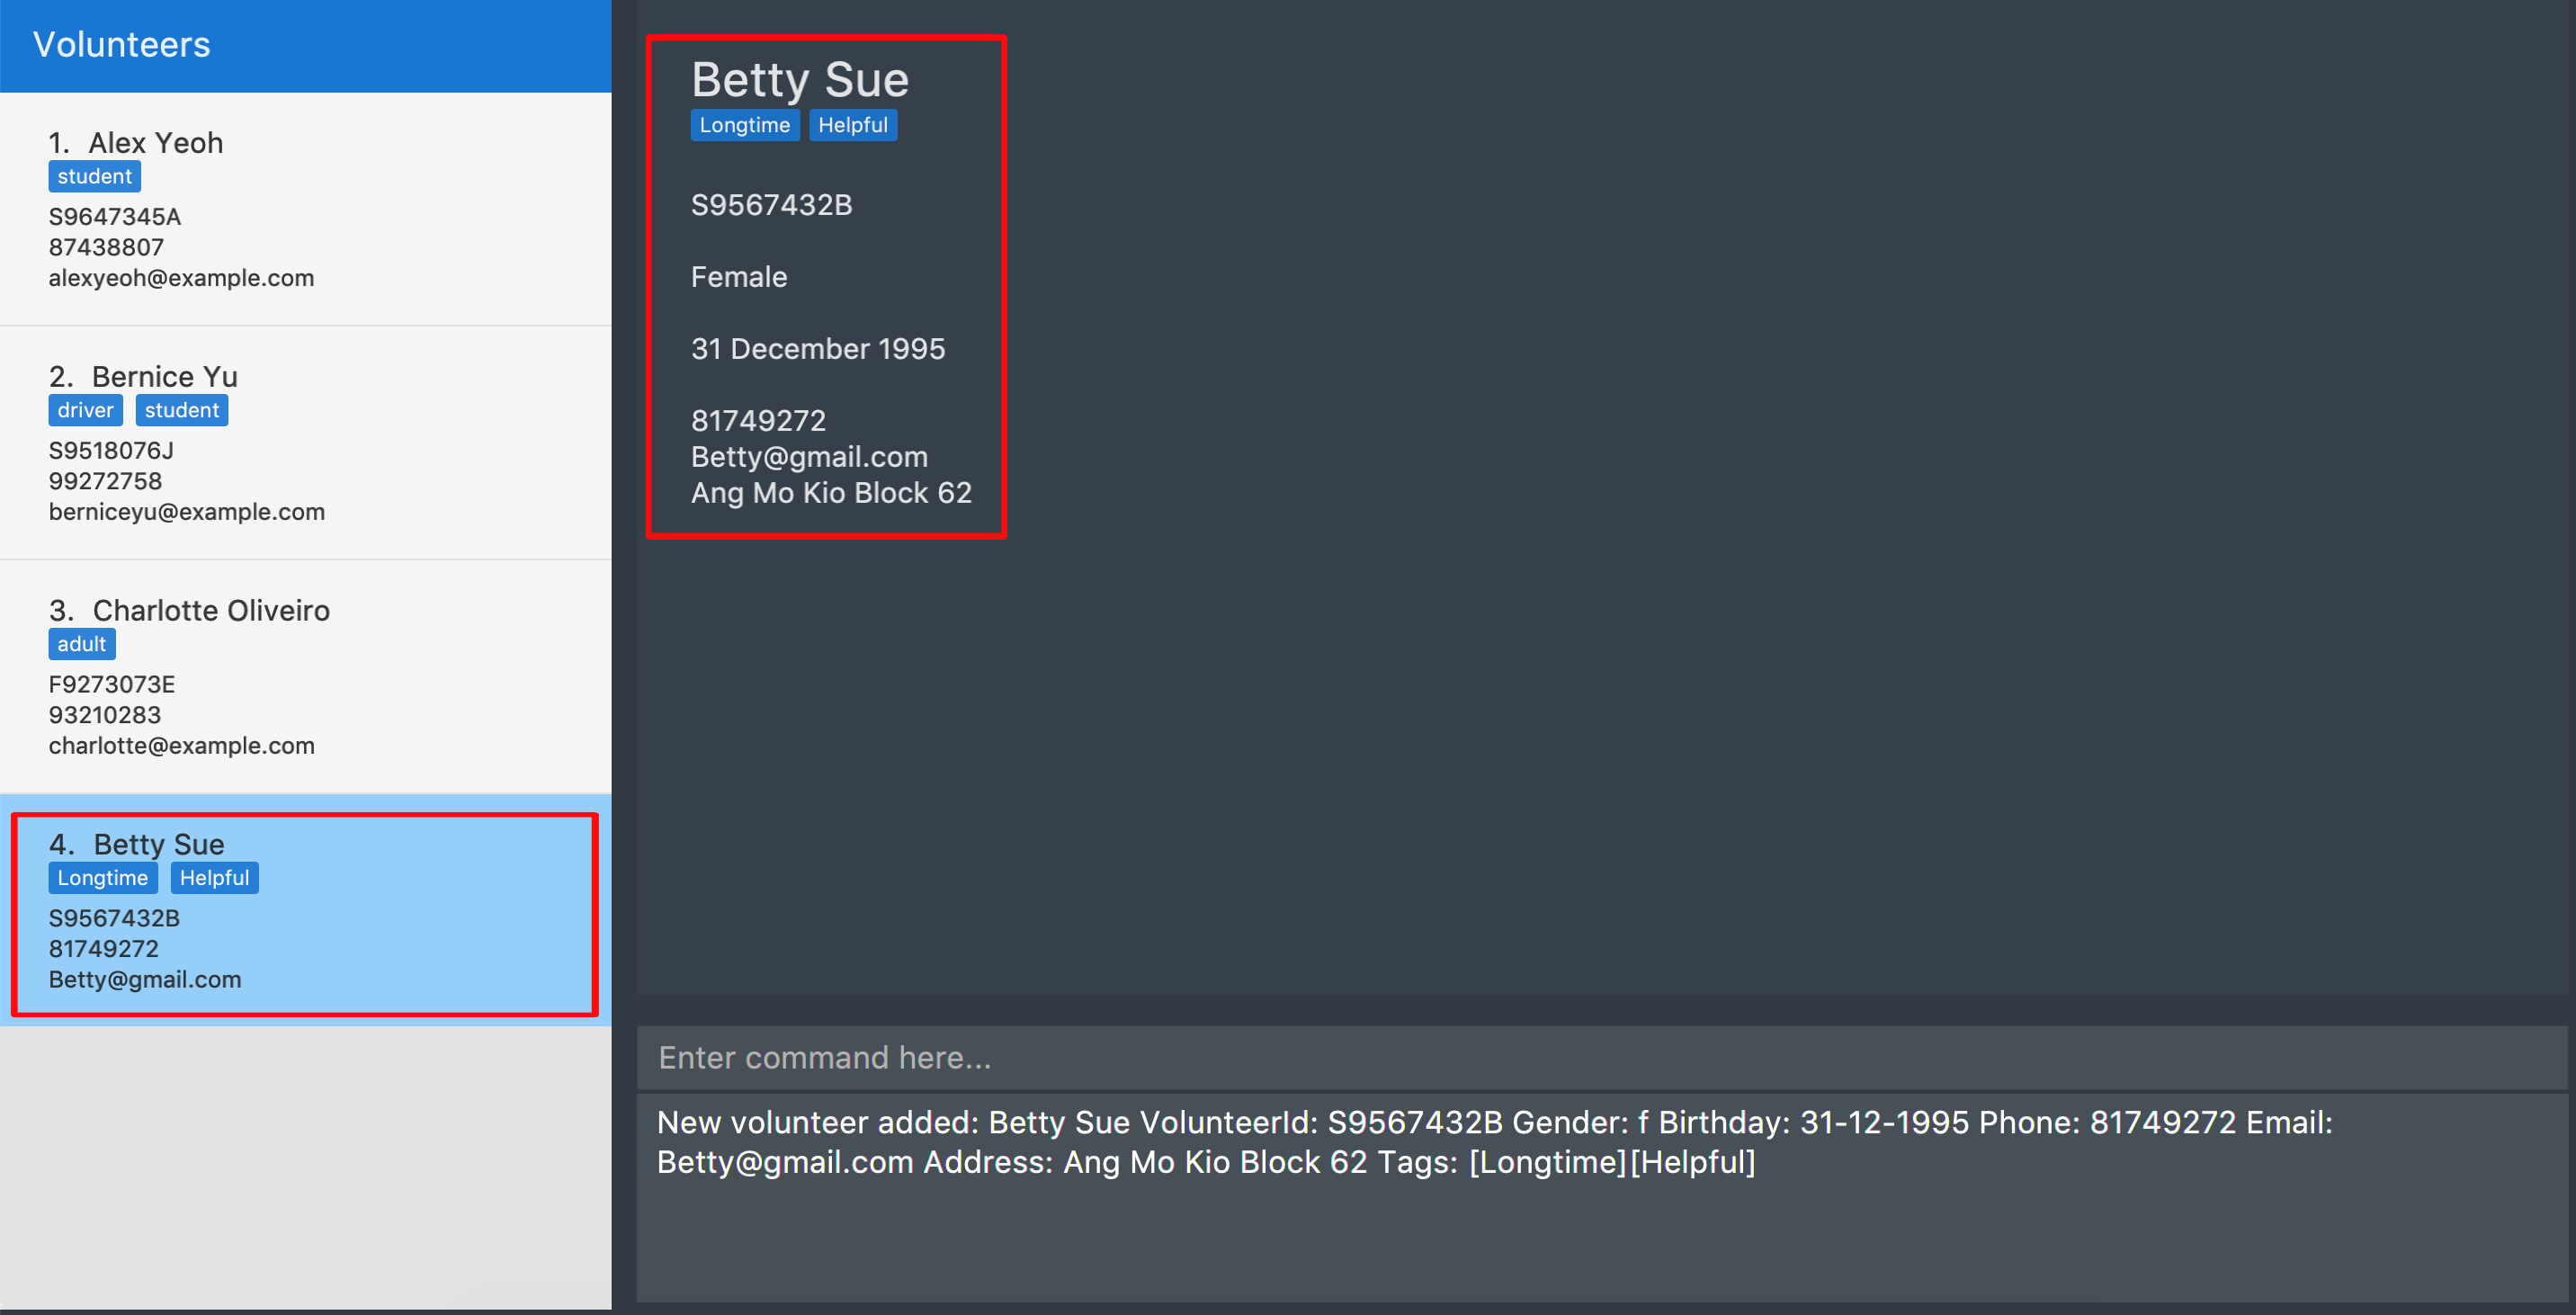 Volunteers
1. Alex Yeoh
student
S9647345A
87438807
alexyeoh@example.com
2. Bernice Yu
driver student
S9518076J
99272758
berniceyu@example.com
3. Charlotte Oliveiro
adult
F9273073E
93210283
charlotte@example.com
4. Betty Sue
Longtime Helpful
S9567432B
81749272
Betty@gmail.com
Betty Sue
Longtime Helpful
S9567432B
Female
31 December 1995
81749272
Betty@gmail.com
Ang Mo Kio Block 62
Enter command here...
New volunteer added: Betty Sue VolunteerId: S9567432B Gender: f Birthday: 31-12-1995 Phone: 81749272 Email:
Betty@gmail.com Address: Ang Mo Kio Block 62 Tags: [Longtime][Helpful]